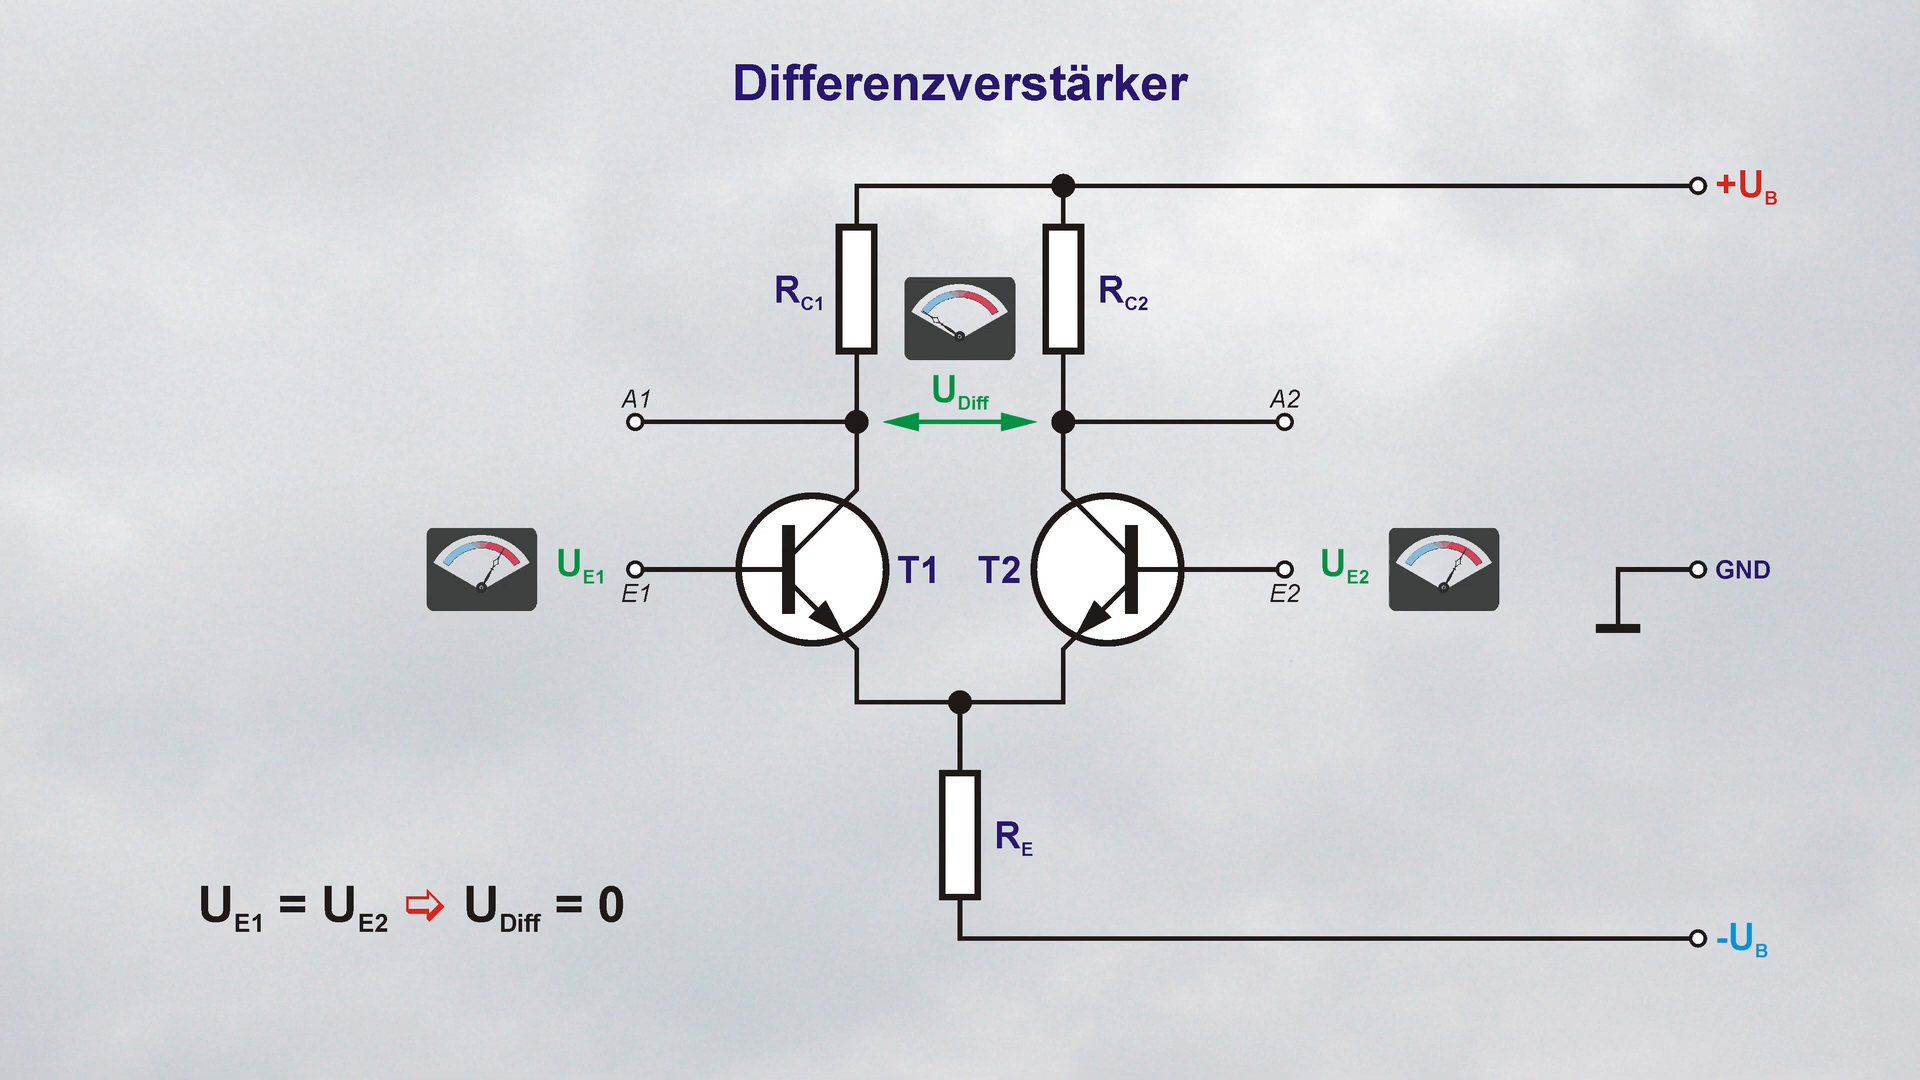 Differenzverstärker
+UB
RC1
RC2
UDiff
A1
A2
UE1
E1
T1
T2
E2
UE2
GND
RE
UE1 = UE2 ⇨ UDiff = 0
-UB